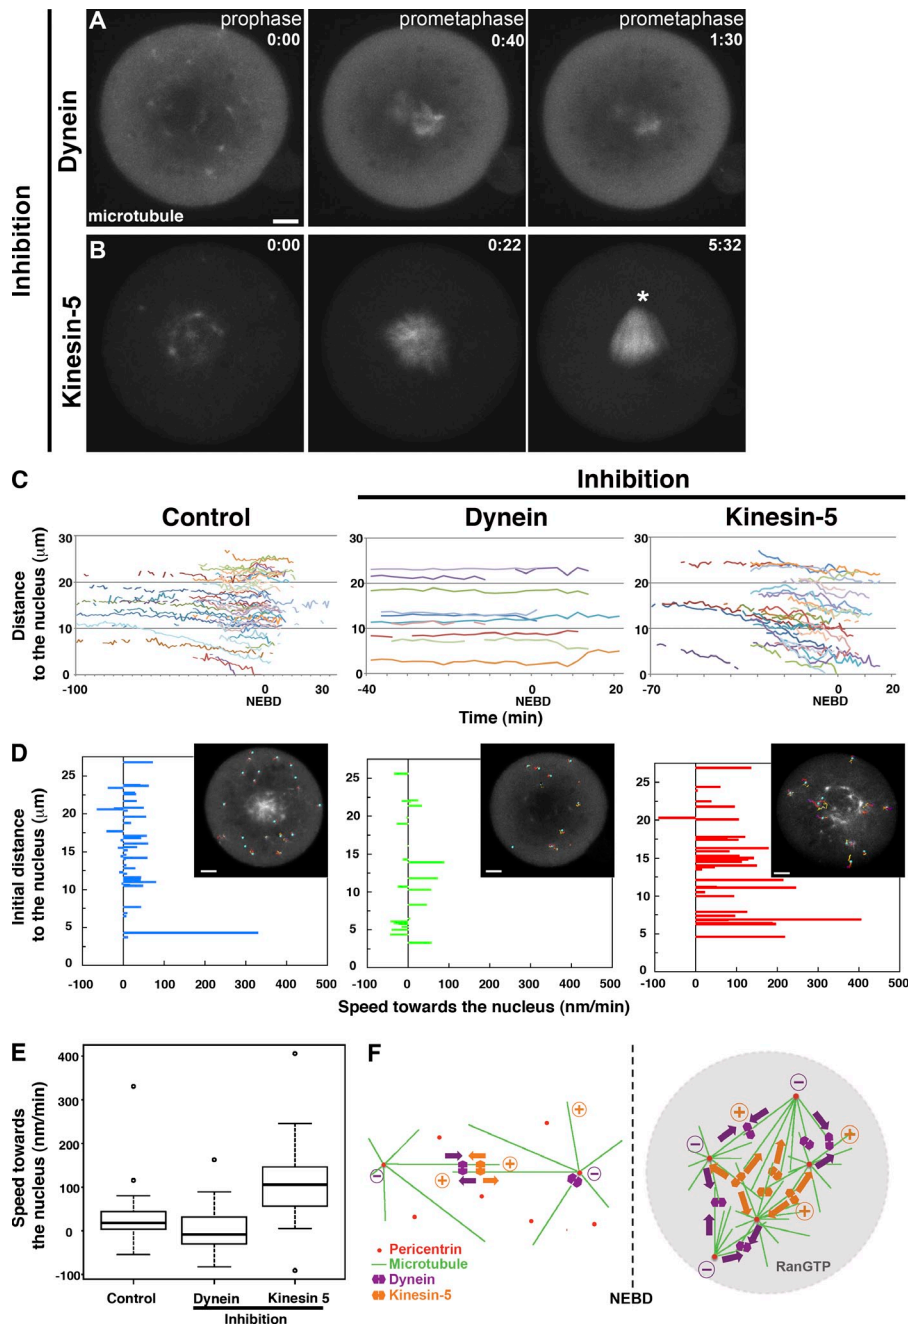 A
prophase
0:00
prometaphase
0:40
prometaphase
1:30
Dynein
microtubule
Inhibition
B
0:00
0:22
5:32
*
Kinesin-5
C
Inhibition
Control
Dynein
Kinesin-5
Distance
to the nucleus (μm)
30
20
10
0
-100
0
30
NEBD
30
20
10
0
-40
0
20
NEBD
30
20
10
0
-70
0
20
NEBD
Time (min)
D
Initial distance
to the nucleus (μm)
25
20
15
10
5
0
-100 0 100 200 300 400 500
25
20
15
10
5
0
-100 0 100 200 300 400 500
25
20
15
10
5
0
-100 0 100 200 300 400 500
Speed towards the nucleus (nm/min)
E
Speed towards
the nucleus (nm/min)
400
300
200
100
0
-100
Control
Dynein
Kinesin 5
Inhibition
F
+
+
+
−
−
Pericentrin
Microtubule
Dynein
Kinesin-5
NEBD
−
+
−
+
+
−
RanGTP